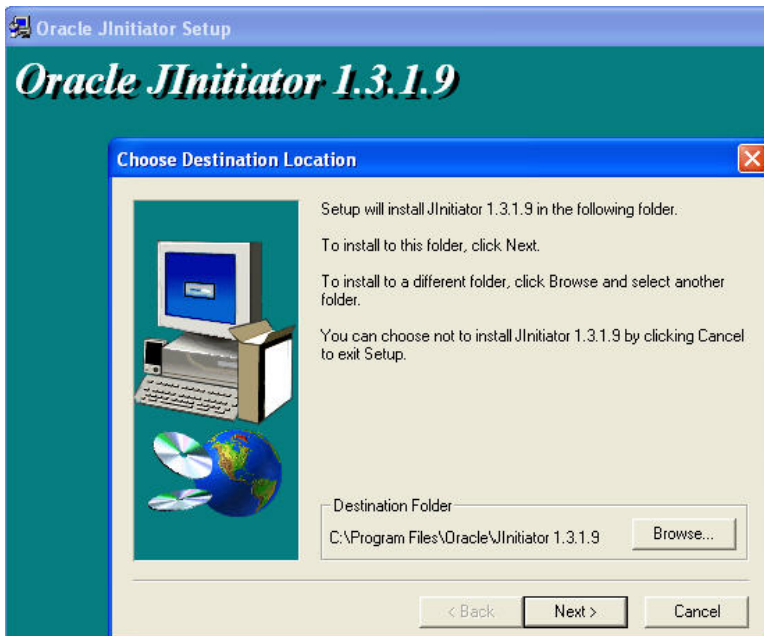 Oracle JInitiator Setup
Oracle JInitiator 1.3.1.9
Choose Destination Location
Setup will install JInitiator 1.3.1.9 in the following folder.
To install to this folder, click Next.
To install to a different folder, click Browse and select another
folder.
You can choose not to install JInitiator 1.3.1.9 by clicking Cancel
to exit Setup.
Destination Folder
C:\Program Files\Oracle\JInitiator 1.3.1.9
Browse...
< Back
Next >
Cancel